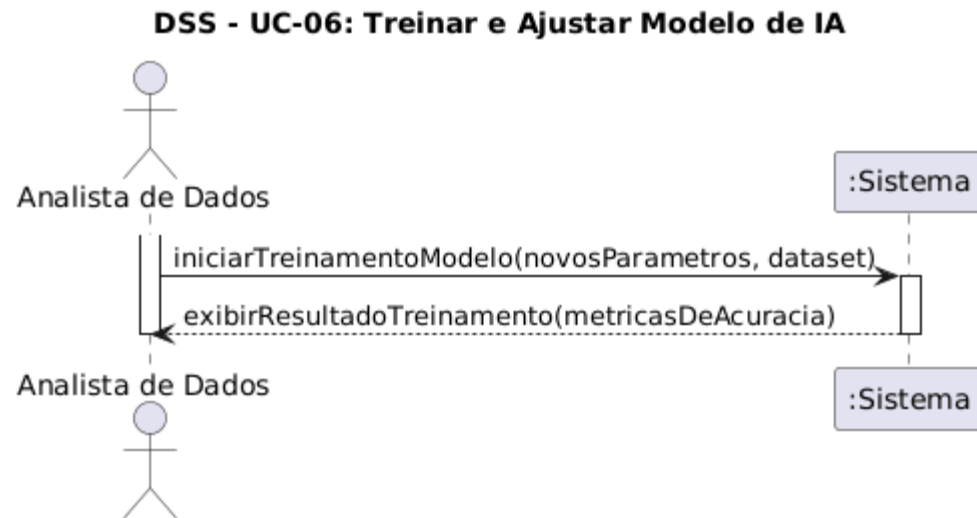 DSS - UC-06: Treinar e Ajustar Modelo de IA
Analista de Dados
:Sistema
iniciarTreinamentoModelo(novosParametros, dataset)
exibirResultadoTreinamento(metricasDeAcuracia)
Analista de Dados
:Sistema